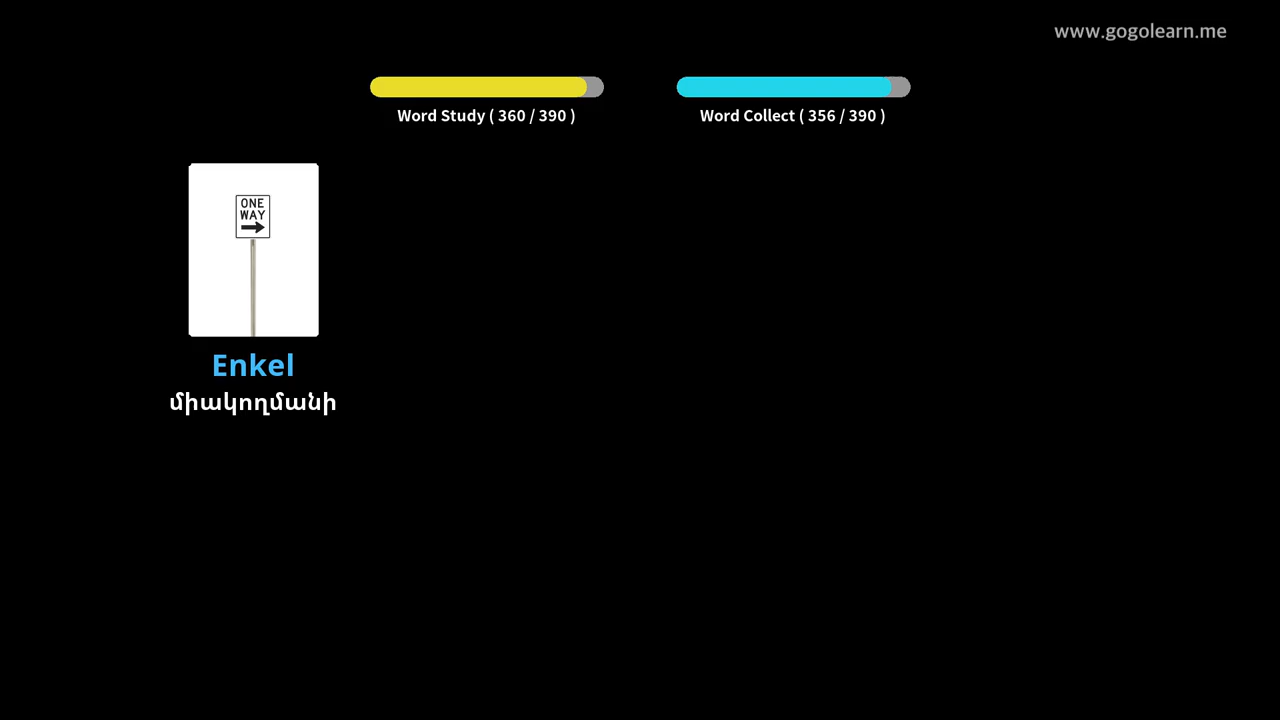 www.gogolearn.me
Word Study ( 360 / 390 )
Word Collect ( 356 / 390 )
ONE
WAY
Enkel
միակողմանի